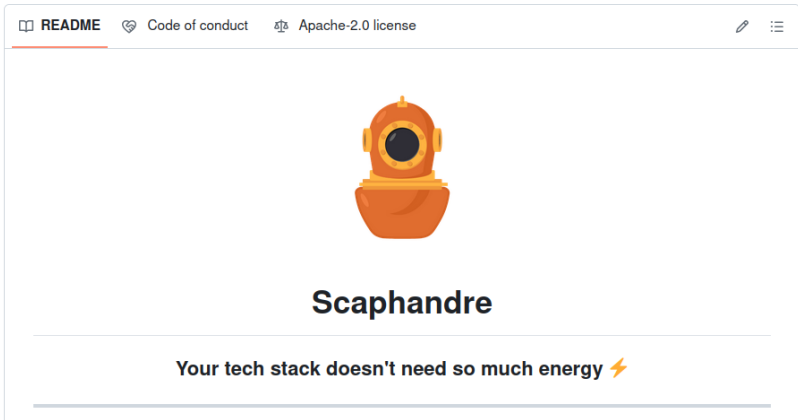 README Code of conduct Apache-2.0 license
Scaphandre
Your tech stack doesn't need so much energy ⚡